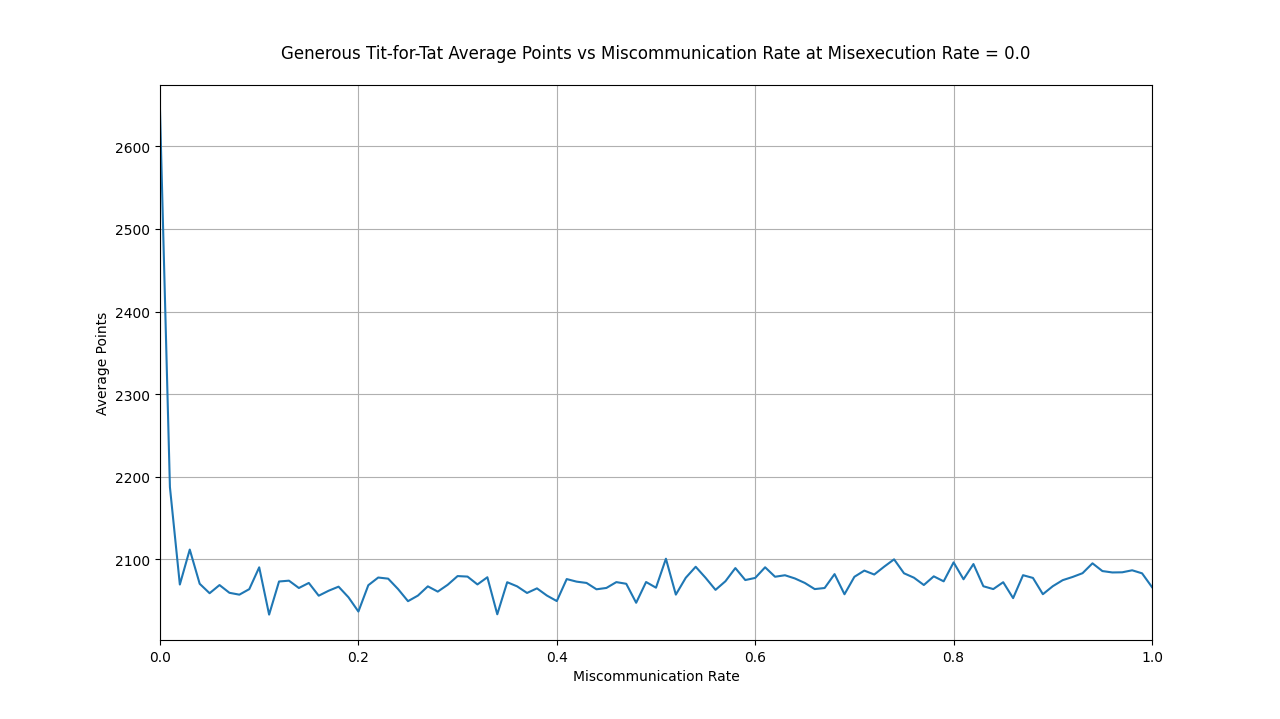 Generous Tit-for-Tat Average Points vs Miscommunication Rate at Misexecution Rate = 0.0
2600
2500
2400
2300
2200
2100
Average Points
0.0 0.2 0.4 0.6 0.8 1.0
Miscommunication Rate